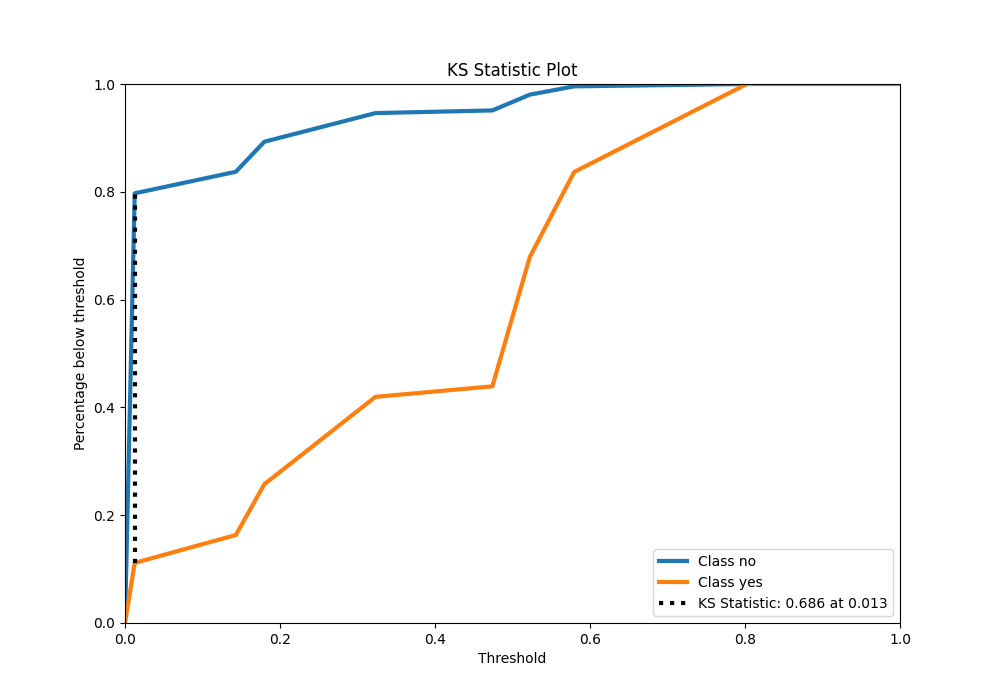 KS Statistic Plot
1.0
0.8
0.6
0.4
0.2
0.0
Percentage below threshold
0.0 0.2 0.4 0.6 0.8 1.0
Threshold
Class no
Class yes
KS Statistic: 0.686 at 0.013